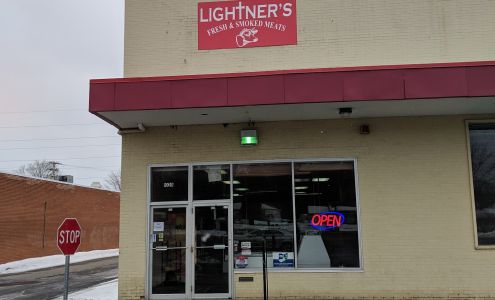 LIGHTNER'S
FRESH & SMOKED MEATS
OPEN
STOP